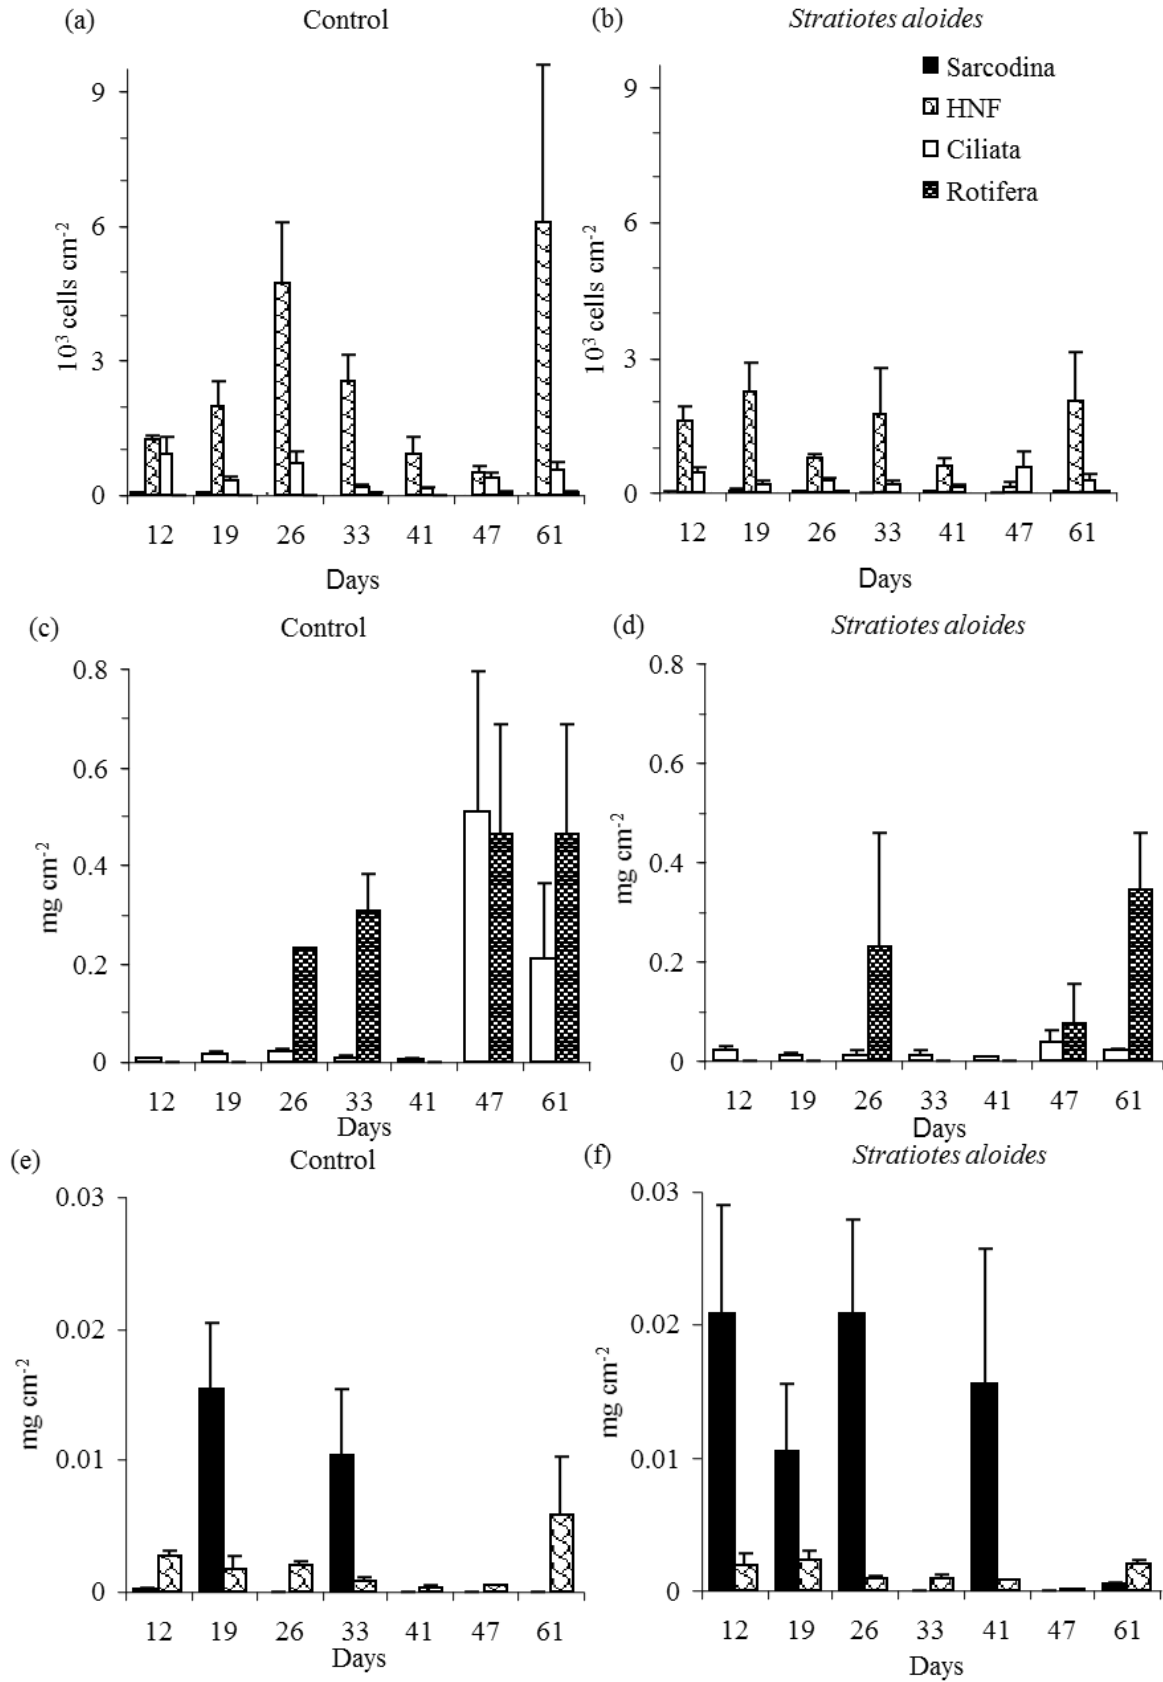 (a) Control
(b) Stratiotes aloides
Sarcodina
HNF
Ciliata
Rotifera
9
6
3
0
10³ cells cm⁻²
12 19 26 33 41 47 61
Days
9
6
3
0
10³ cells cm⁻²
12 19 26 33 41 47 61
Days
(c) Control
0.8
0.6
0.4
0.2
0
mg cm⁻²
12 19 26 33 41 47 61
Days
(d) Stratiotes aloides
0.8
0.6
0.4
0.2
0
mg cm⁻²
12 19 26 33 41 47 61
Days
(e) Control
0.03
0.02
0.01
0
mg cm⁻²
12 19 26 33 41 47 61
Days
(f) Stratiotes aloides
0.03
0.02
0.01
0
mg cm⁻²
12 19 26 33 41 47 61
Days